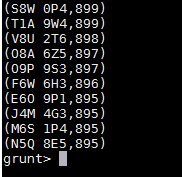 (S8W 0P4,899)
(T1A 9W4,899)
(V8U 2T6,898)
(O8A 6Z5,897)
(O9P 9S3,897)
(F6W 6H3,896)
(E6O 9P1,895)
(J4M 4G3,895)
(M6S 1P4,895)
(N5Q 8E5,895)
grunt>